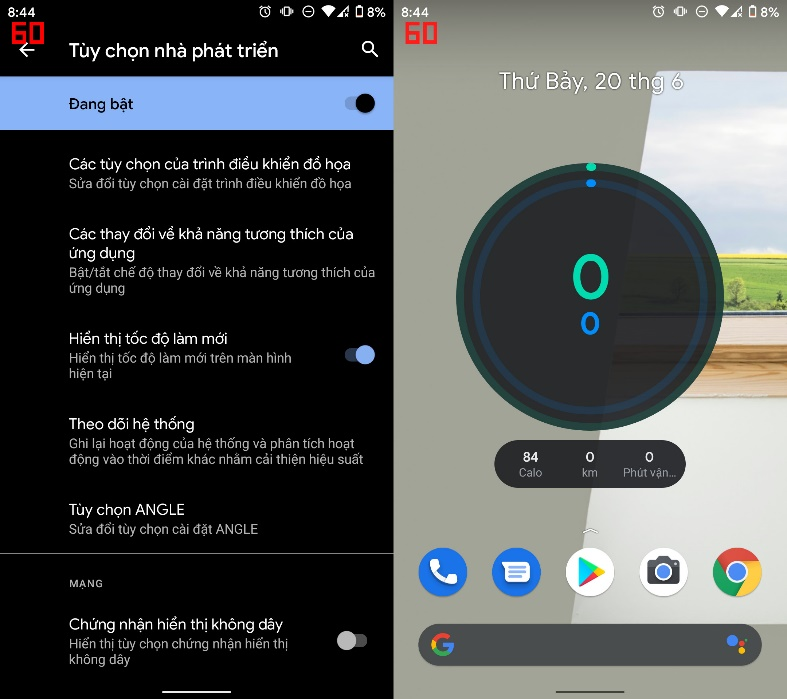 8:44
8%
60
Tùy chọn nhà phát triển
Đang bật
Các tùy chọn của trình điều khiển đồ họa
Sửa đổi tùy chọn cài đặt trình điều khiển đồ họa
Các thay đổi về khả năng tương thích của
ứng dụng
Bật/tắt chế độ thay đổi về khả năng tương thích của
ứng dụng
Hiển thị tốc độ làm mới
Hiển thị tốc độ làm mới trên màn hình
hiện tại
Theo dõi hệ thống
Ghi lại hoạt động của hệ thống và phân tích hoạt
động vào thời điểm khác nhằm cải thiện hiệu suất
Tùy chọn ANGLE
Sửa đổi tùy chọn cài đặt ANGLE
MẠNG
Chứng nhận hiển thị không dây
Hiển thị tùy chọn chứng nhận hiển thị
không dây
8:44
8%
60
Thứ Bảy, 20 thg 6
0
0
84 0 0
Calo km Phút vận...